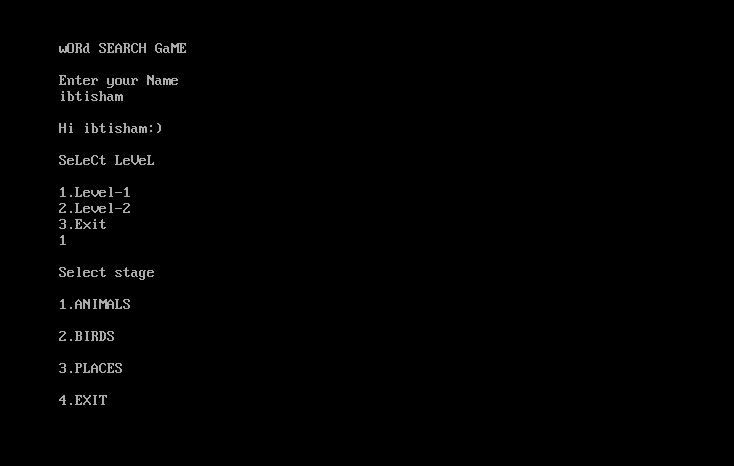 wORd SEARCH GaME
Enter your Name
ibtisham
Hi ibtisham:)
SeLeCt LeVeL
1.Level-1
2.Level-2
3.Exit
1
Select stage
1.ANIMALS
2.BIRDS
3.PLACES
4.EXIT